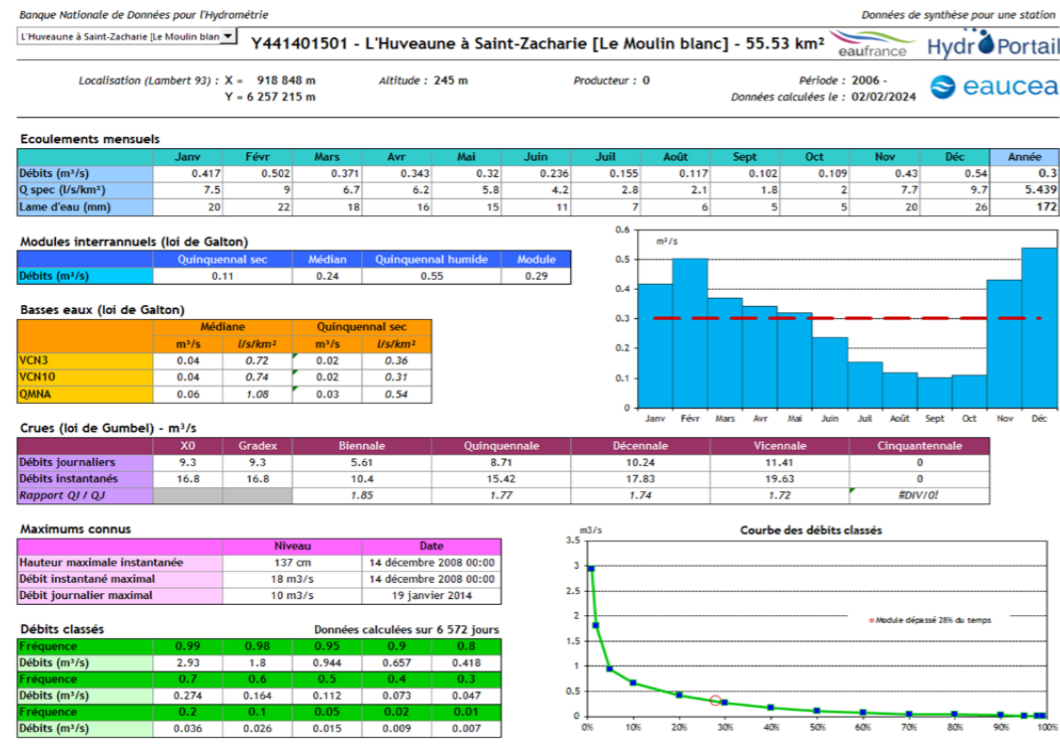 Banque Nationale de Données pour l'Hydrométrie
Données de synthèse pour une station
L'Huveaune à Saint-Zacharie [Le Moulin blan
Y441401501 - L'Huveaune à Saint-Zacharie [Le Moulin blanc] - 55.53 km²
eaufrance
HydroPortail
Localisation (Lambert 93) : X = 918 848 m
Altitude : 245 m
Producteur : 0
Période : 2006 -
Y = 6 257 215 m
Données calculées le : 02/02/2024
eaucea
Ecoulements mensuels
Janv Févr Mars Avr Mai Juin Juil Août Sept Oct Nov Déc Année
Débits (m³/s) 0.417 0.502 0.371 0.343 0.32 0.236 0.155 0.117 0.102 0.109 0.43 0.54 0.3
Q spec (l/s/km²) 7.5 9 6.7 6.2 5.8 4.2 2.8 2.1 1.8 2 7.7 9.7 5.439
Lame d'eau (mm) 20 22 18 16 15 11 7 6 5 5 20 26 172
Modules interrannuels (loi de Galton)
Quinquennal sec Médian Quinquennal humide Module
Débits (m³/s) 0.11 0.24 0.55 0.29
Basses eaux (loi de Galton)
Médiane Quinquennal sec
m³/s l/s/km² m³/s l/s/km²
VCN3 0.04 0.72 0.02 0.36
VCN10 0.04 0.74 0.02 0.31
QMNA 0.06 1.08 0.03 0.54
m³/s
0.6
0.5
0.4
0.3
0.2
0.1
0
Janv Févr Mars Avr Mai Juin Juil Août Sept Oct Nov Déc
Crues (loi de Gumbel) - m³/s
X0 Gradex Biennale Quinquennale Décennale Vicennale Cinquantennale
Débits journaliers 9.3 9.3 5.61 8.71 10.24 11.41 0
Débits instantanés 16.8 16.8 10.4 15.42 17.83 19.63 0
Rapport QI / QJ 1.85 1.77 1.74 1.72 #DIV/0!
Maximums connus
Niveau Date
Hauteur maximale instantanée 137 cm 14 décembre 2008 00:00
Débit instantané maximal 18 m3/s 14 décembre 2008 00:00
Débit journalier maximal 10 m3/s 19 janvier 2014
Débits classés
Données calculées sur 6 572 jours
Fréquence 0.99 0.98 0.95 0.9 0.8
Débits (m³/s) 2.93 1.8 0.944 0.657 0.418
Fréquence 0.7 0.6 0.5 0.4 0.3
Débits (m³/s) 0.274 0.164 0.112 0.073 0.047
Fréquence 0.2 0.1 0.05 0.02 0.01
Débits (m³/s) 0.036 0.026 0.015 0.009 0.007
m3/s
Courbe des débits classés
3.5
3
2.5
2
1.5
1
0.5
0
Module dépassé 28% du temps
0% 10% 20% 30% 40% 50% 60% 70% 80% 90% 100%